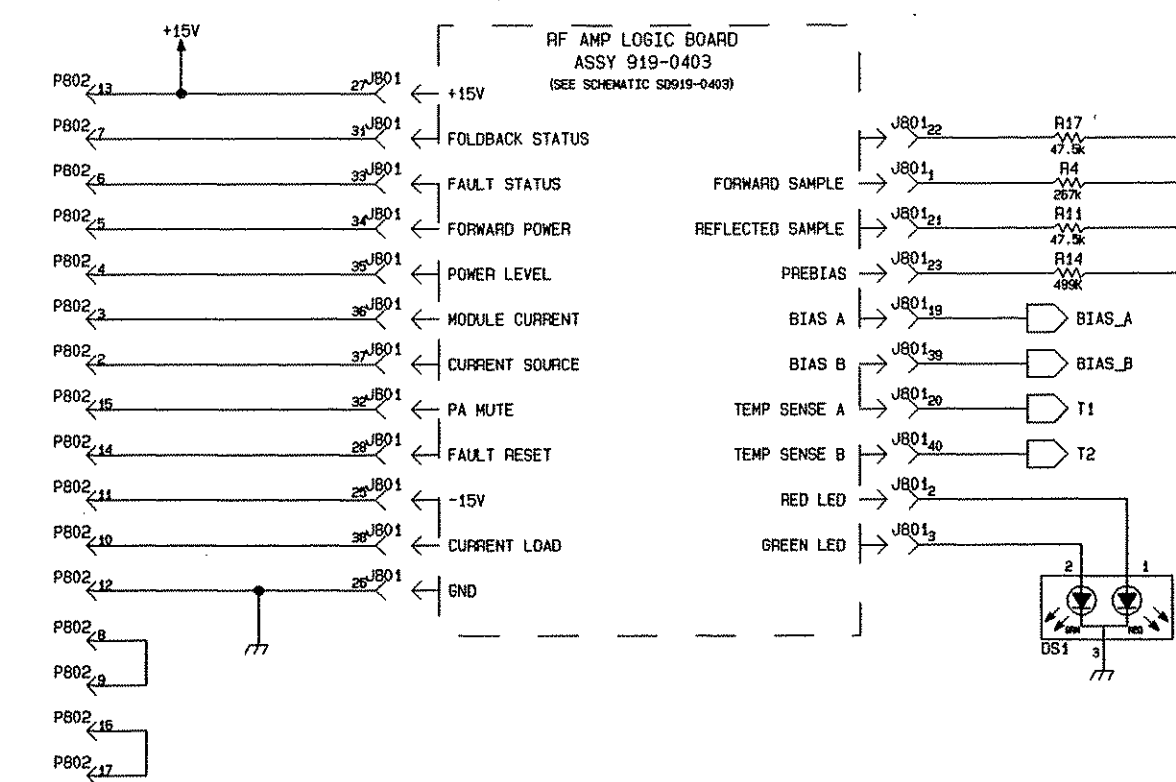 +15V
RF AMP LOGIC BOARD
ASSY 919-0403
(SEE SCHEMATIC SD919-0403)
P802 13 27 J801 +15V
P802 7 31 J801 FOLDBACK STATUS
J801 22 R17 47.5k
P802 6 33 J801 FAULT STATUS
FORWARD SAMPLE J801 1 R4 267k
P802 5 34 J801 FORWARD POWER
REFLECTED SAMPLE J801 21 R11 47.5k
P802 4 35 J801 POWER LEVEL
PREBIAS J801 23 R14 499K
P802 3 36 J801 MODULE CURRENT
BIAS A J801 19 BIAS_A
P802 2 37 J801 CURRENT SOURCE
BIAS B J801 39 BIAS_B
P802 15 32 J801 PA MUTE
TEMP SENSE A J801 20 T1
P802 14 28 J801 FAULT RESET
TEMP SENSE B J801 40 T2
P802 11 25 J801 -15V
RED LED J801 2
P802 10 38 J801 CURRENT LOAD
GREEN LED J801 3
P802 12 26 J801 GND
2 1
GRN RED
DS1 3
P802 8
P802 9
P802 16
P802 17